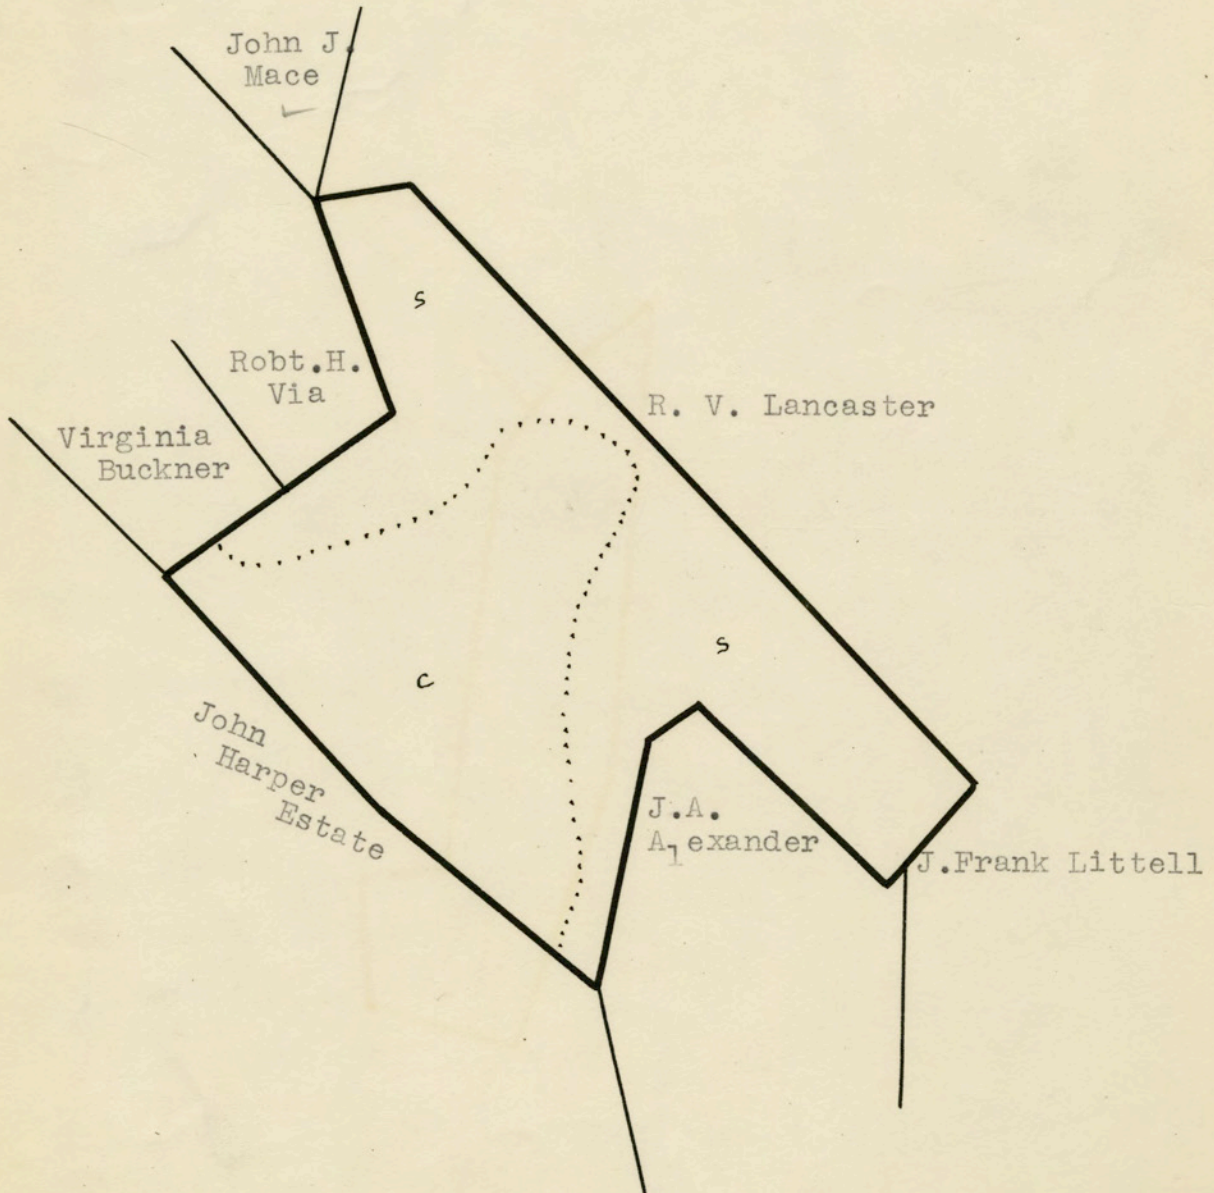 John J.
Mace
s
Robt.H.
Via
R. V. Lancaster
Virginia
Buckner
s
c
John
Harper
Estate
J.A.
Alexander
J.Frank Littell